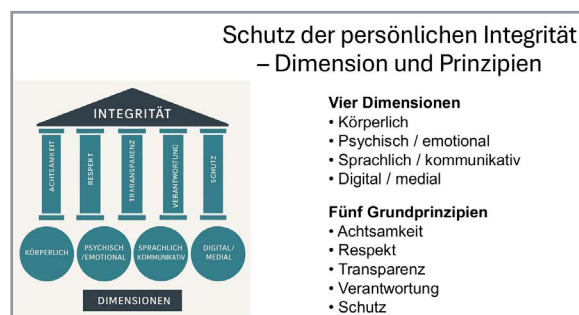 Schutz der persönlichen Integrität
– Dimension und Prinzipien
INTEGRITÄT
ACHTSAMKEIT
RESPEKT
TRARANSPARENZ
VERANTWORTUNG
SCHUTZ
KÖRPERLICH
PSYCHISCH
/EMOTIONAL
SPRACHLICH
KOMMUNIKATIV
DIGITAL/
MEDIAL
DIMENSIONEN
Vier Dimensionen
• Körperlich
• Psychisch / emotional
• Sprachlich / kommunikativ
• Digital / medial
Fünf Grundprinzipien
• Achtsamkeit
• Respekt
• Transparenz
• Verantwortung
• Schutz